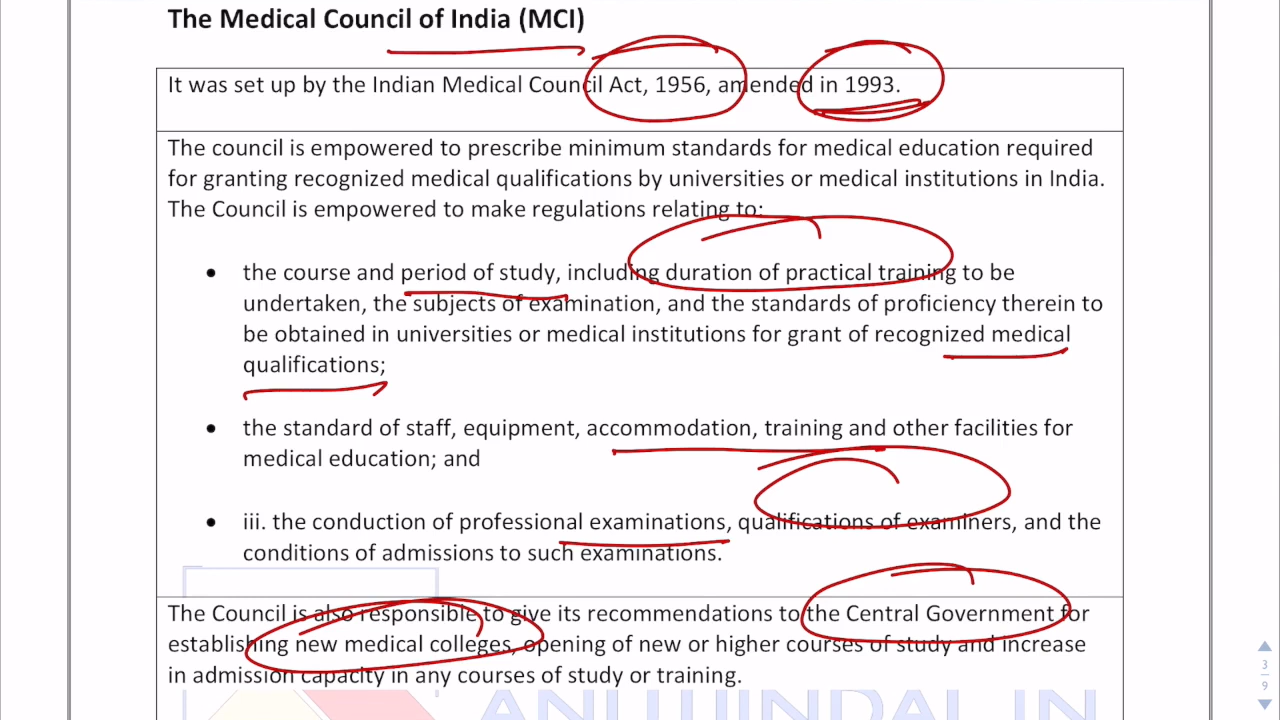 The Medical Council of India (MCI)
It was set up by the Indian Medical Council Act, 1956, amended in 1993.
The council is empowered to prescribe minimum standards for medical education required
for granting recognized medical qualifications by universities or medical institutions in India.
The Council is empowered to make regulations relating to:
• the course and period of study, including duration of practical training to be
undertaken, the subjects of examination, and the standards of proficiency therein to
be obtained in universities or medical institutions for grant of recognized medical
qualifications;
• the standard of staff, equipment, accommodation, training and other facilities for
medical education; and
• iii. the conduction of professional examinations, qualifications of examiners, and the
conditions of admissions to such examinations.
The Council is also responsible to give its recommendations to the Central Government for
establishing new medical colleges, opening of new or higher courses of study and increase
in admission capacity in any courses of study or training.
3
9